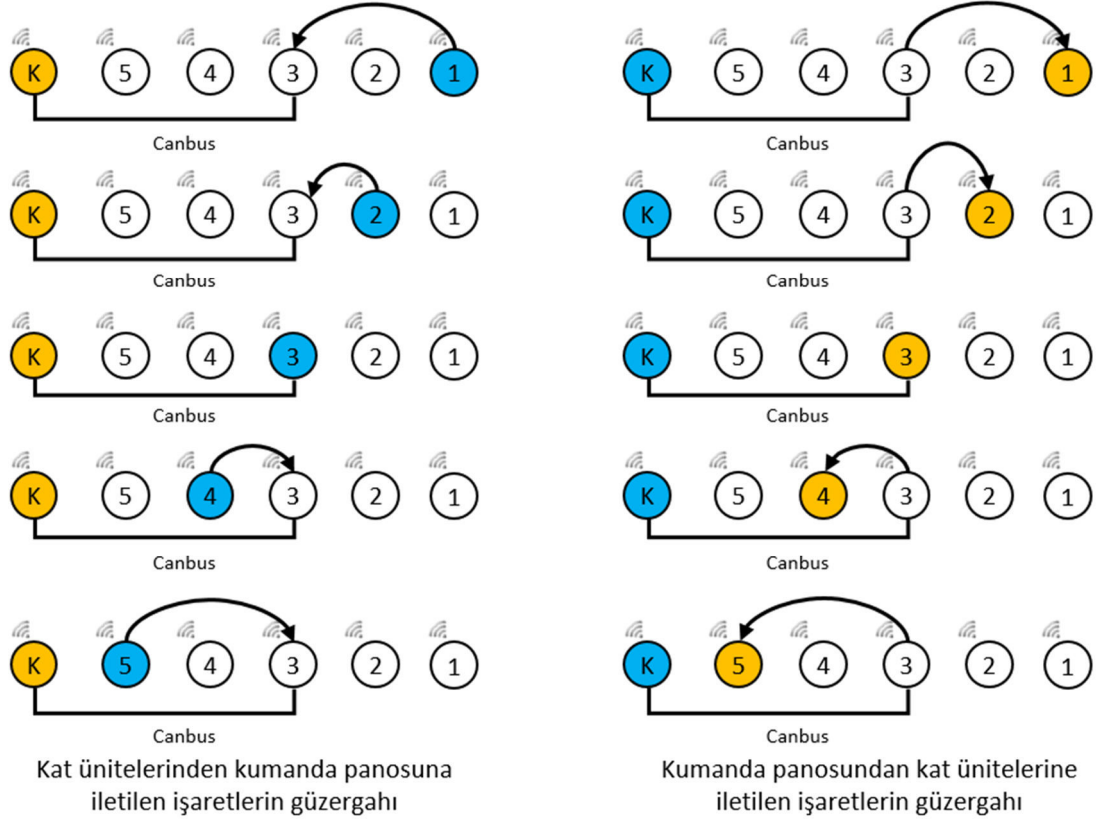 K 5 4 3 2 1
Canbus
K 5 4 3 2 1
Canbus
K 5 4 3 2 1
Canbus
K 5 4 3 2 1
Canbus
K 5 4 3 2 1
Canbus
Kat ünitelerinden kumanda panosuna
iletilen işaretlerin güzergahı
K 5 4 3 2 1
Canbus
K 5 4 3 2 1
Canbus
K 5 4 3 2 1
Canbus
K 5 4 3 2 1
Canbus
K 5 4 3 2 1
Canbus
Kumanda panosundan kat ünitelerine
iletilen işaretlerin güzergahı